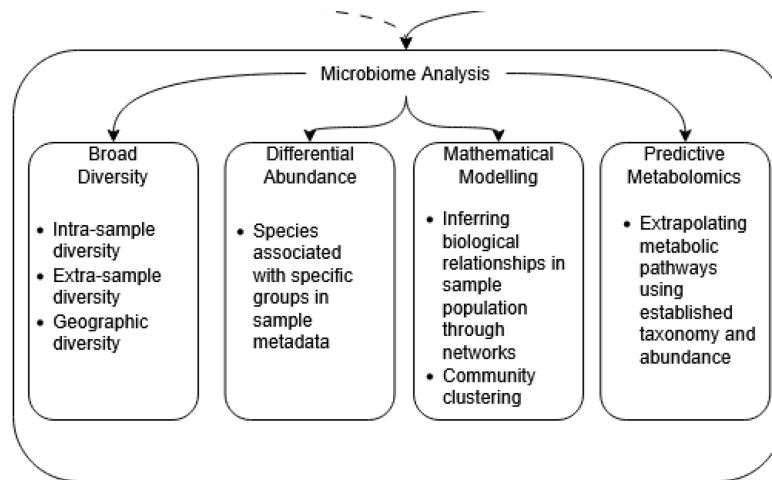 Microbiome Analysis
Broad
Diversity
• Intra-sample
diversity
• Extra-sample
diversity
• Geographic
diversity
Differential
Abundance
• Species
associated
with specific
groups in
sample
metadata
Mathematical
Modelling
• Inferring
biological
relationships in
sample
population
through
networks
• Community
clustering
Predictive
Metabolomics
• Extrapolating
metabolic
pathways
using
established
taxonomy and
abundance